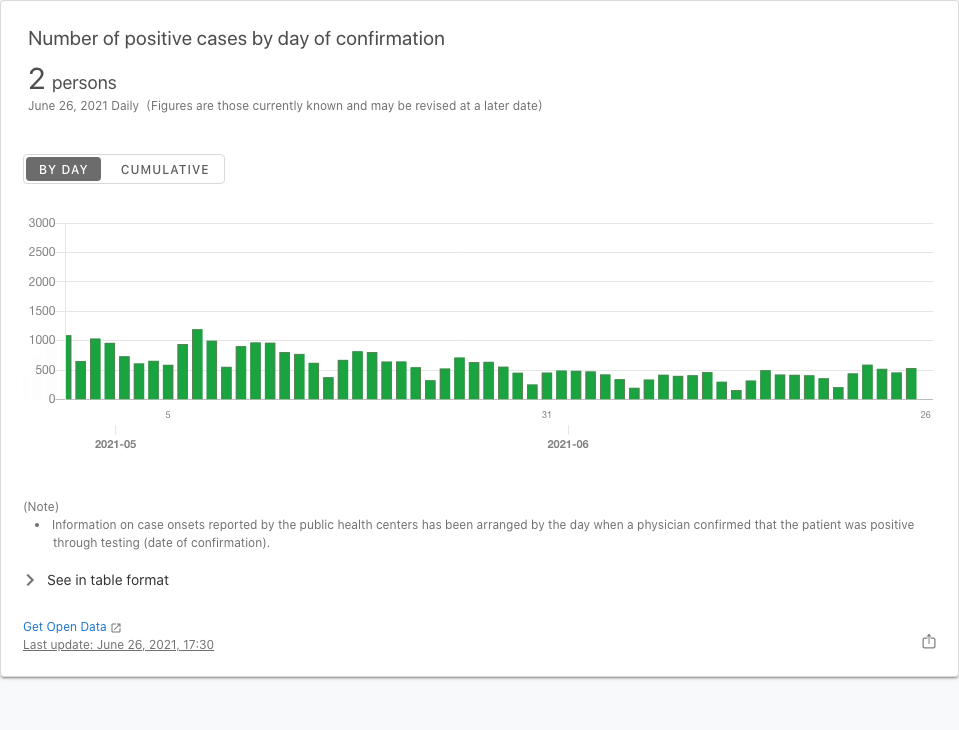 Number of positive cases by day of confirmation
2 persons
June 26, 2021 Daily (Figures are those currently known and may be revised at a later date)
BY DAY CUMULATIVE
3000
2500
2000
1500
1000
500
0
5 31 26
2021-05 2021-06
(Note)
• Information on case onsets reported by the public health centers has been arranged by the day when a physician confirmed that the patient was positive
through testing (date of confirmation).
See in table format
Get Open Data
Last update: June 26, 2021, 17:30